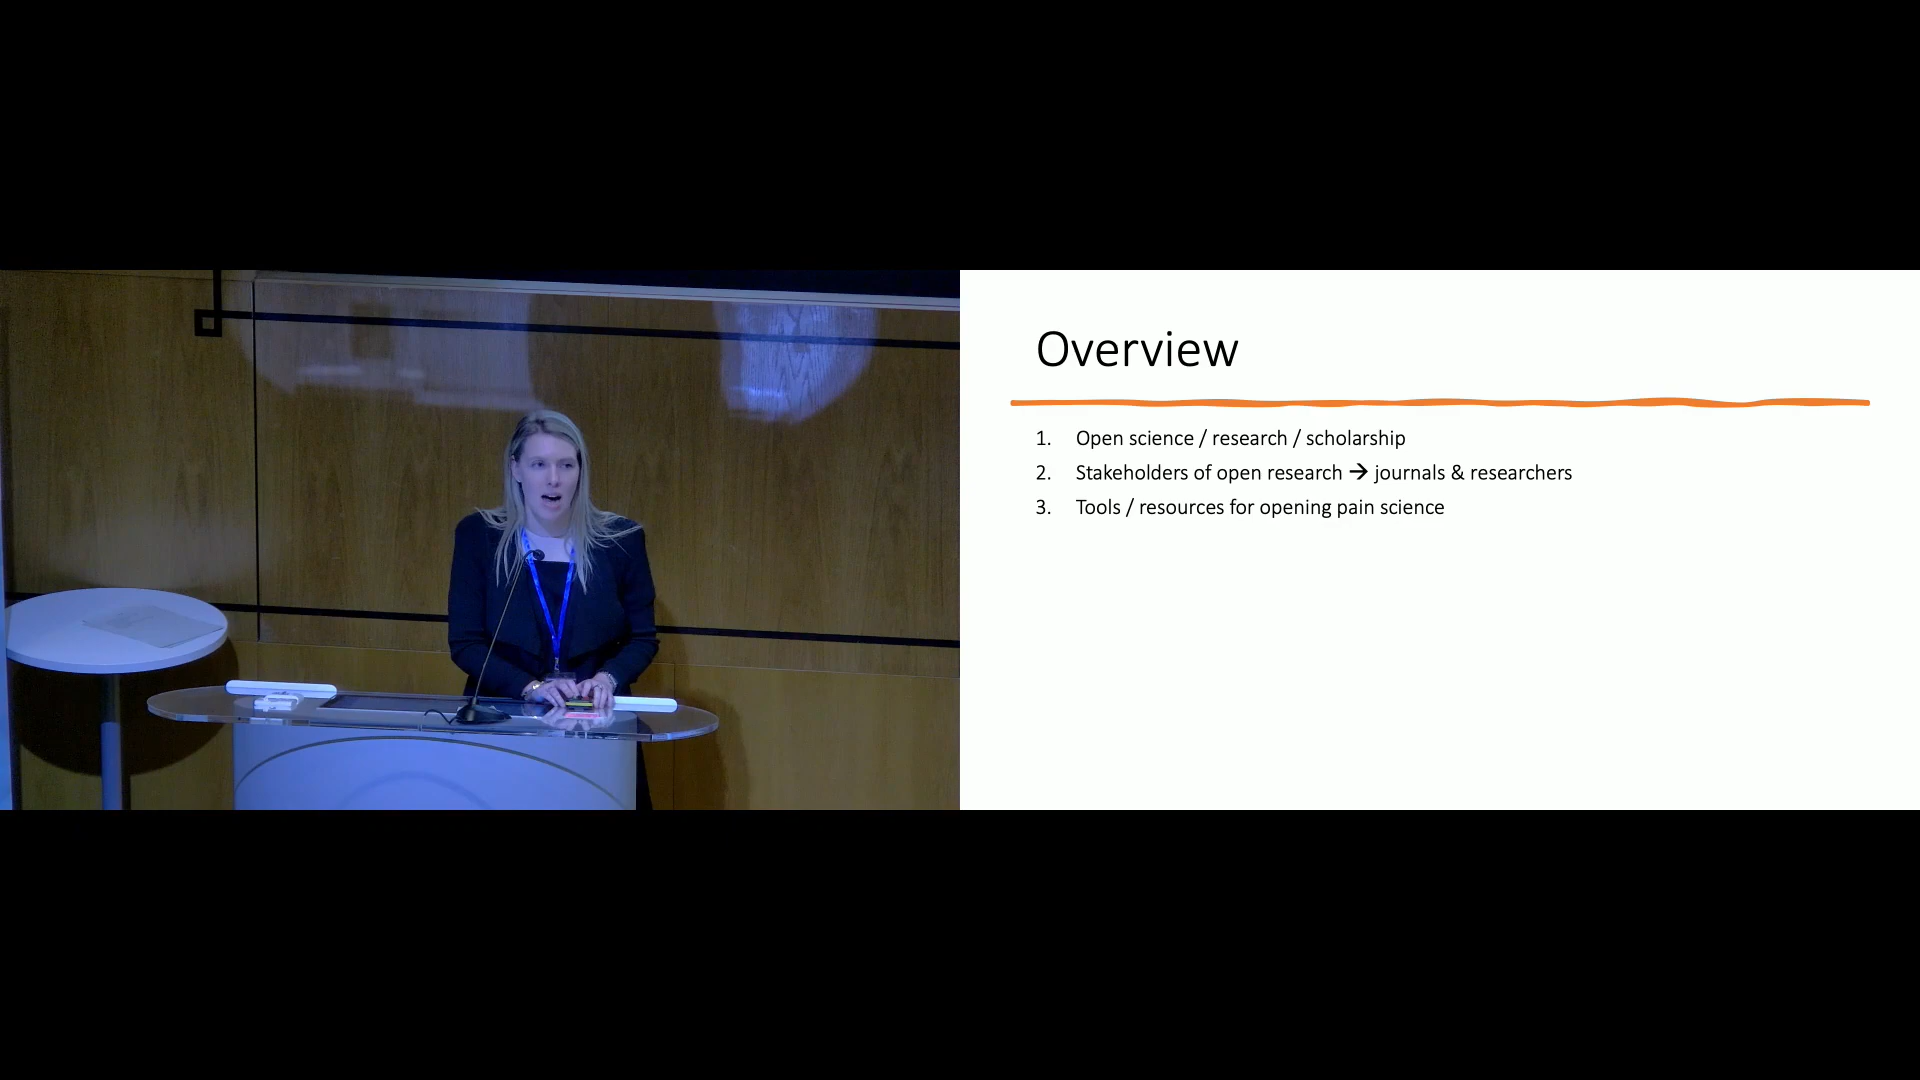 Overview
1. Open science / research / scholarship
2. Stakeholders of open research → journals & researchers
3. Tools / resources for opening pain science